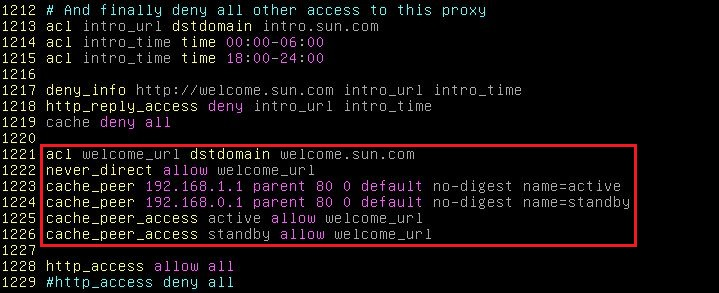 1212 # And finally deny all other access to this proxy
1213 acl intro_url dstdomain intro.sun.com
1214 acl intro_time time 00:00-06:00
1215 acl intro_time time 18:00-24:00
1216
1217 deny_info http://welcome.sun.com intro_url intro_time
1218 http_reply_access deny intro_url intro_time
1219 cache deny all
1220
1221 acl welcome_url dstdomain welcome.sun.com
1222 never_direct allow welcome_url
1223 cache_peer 192.168.1.1 parent 80 0 default no-digest name=active
1224 cache_peer 192.168.0.1 parent 80 0 default no-digest name=standby
1225 cache_peer_access active allow welcome_url
1226 cache_peer_access standby allow welcome_url
1227
1228 http_access allow all
1229 #http_access deny all